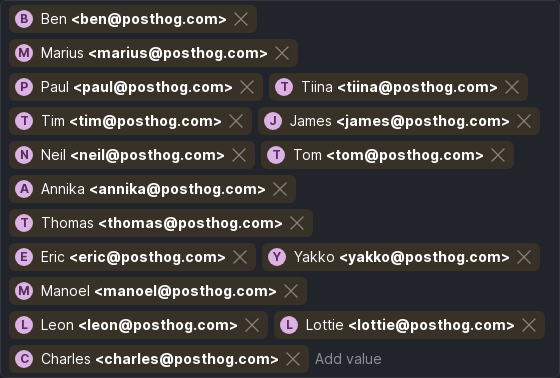 B Ben <ben@posthog.com>
M Marius <marius@posthog.com>
P Paul <paul@posthog.com> T Tiina <tiina@posthog.com>
T Tim <tim@posthog.com> J James <james@posthog.com>
N Neil <neil@posthog.com> T Tom <tom@posthog.com>
A Annika <annika@posthog.com>
T Thomas <thomas@posthog.com>
E Eric <eric@posthog.com> Y Yakko <yakko@posthog.com>
M Manoel <manoel@posthog.com>
L Leon <leon@posthog.com> L Lottie <lottie@posthog.com>
C Charles <charles@posthog.com> Add value